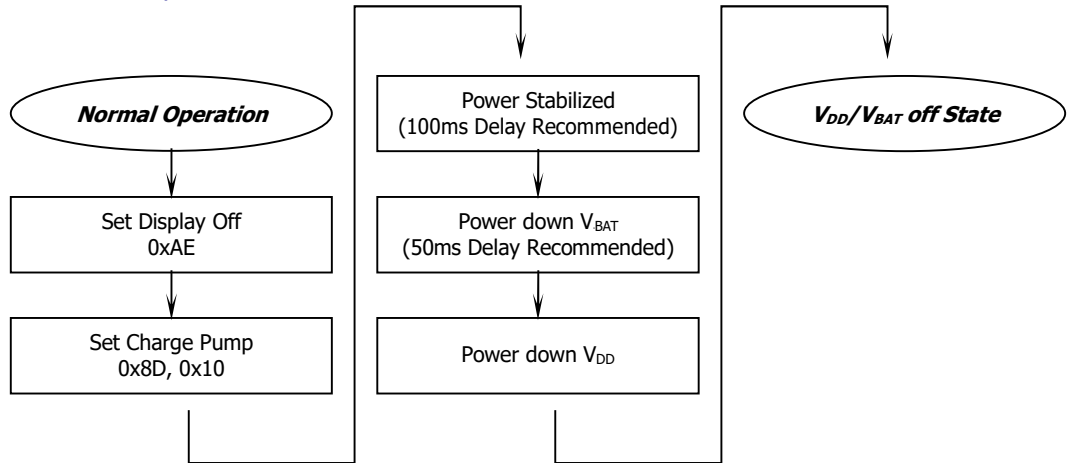 Normal Operation
Set Display Off
0xAE
Set Charge Pump
0x8D, 0x10
Power Stabilized
(100ms Delay Recommended)
Power down VBAT
(50ms Delay Recommended)
Power down VDD
VDD/VBAT off State